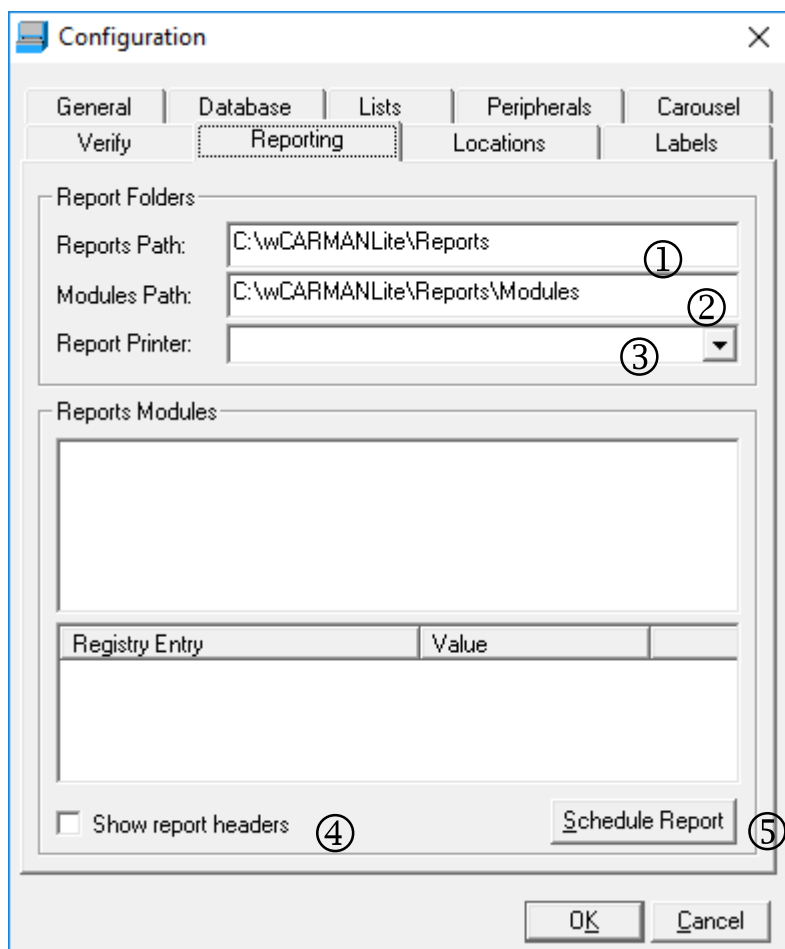 Configuration
General Database Lists Peripherals Carousel
Verify Reporting Locations Labels
Report Folders
Reports Path: C:\wCARMANLite\Reports ①
Modules Path: C:\wCARMANLite\Reports\Modules ②
Report Printer: ③
Reports Modules
Registry Entry Value
Show report headers ④ Schedule Report ⑤
OK Cancel